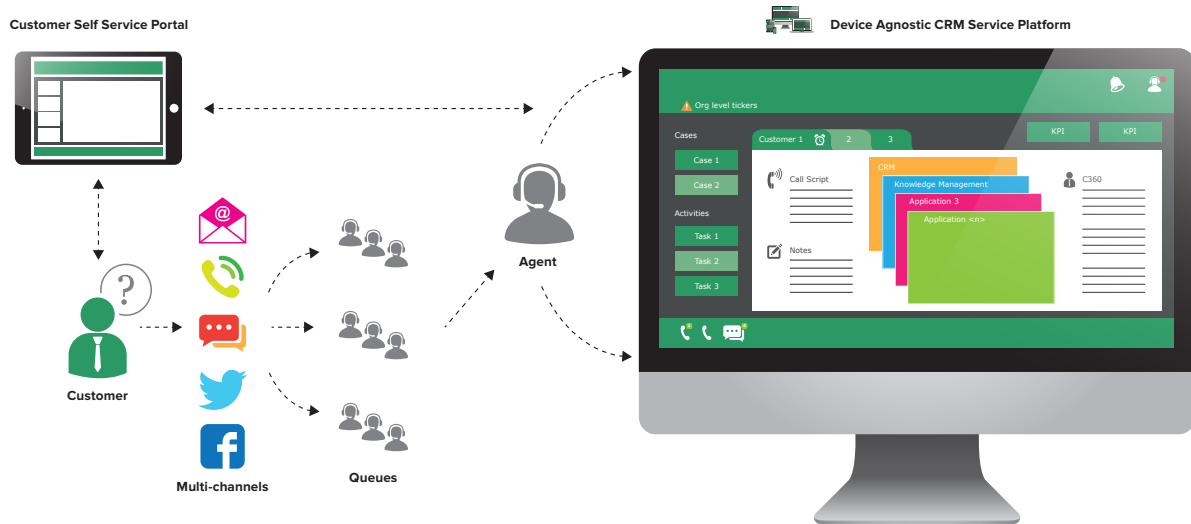 Customer Self Service Portal
Device Agnostic CRM Service Platform
Org level tickers
Cases
Case 1
Case 2
Activities
Task 1
Task 2
Task 3
Customer 1
2
3
KPI
KPI
Call Script
Notes
CRM
Knowledge Management
Application 3
Application <n>
C360
@
?
Customer
Multi-channels
Queues
Agent